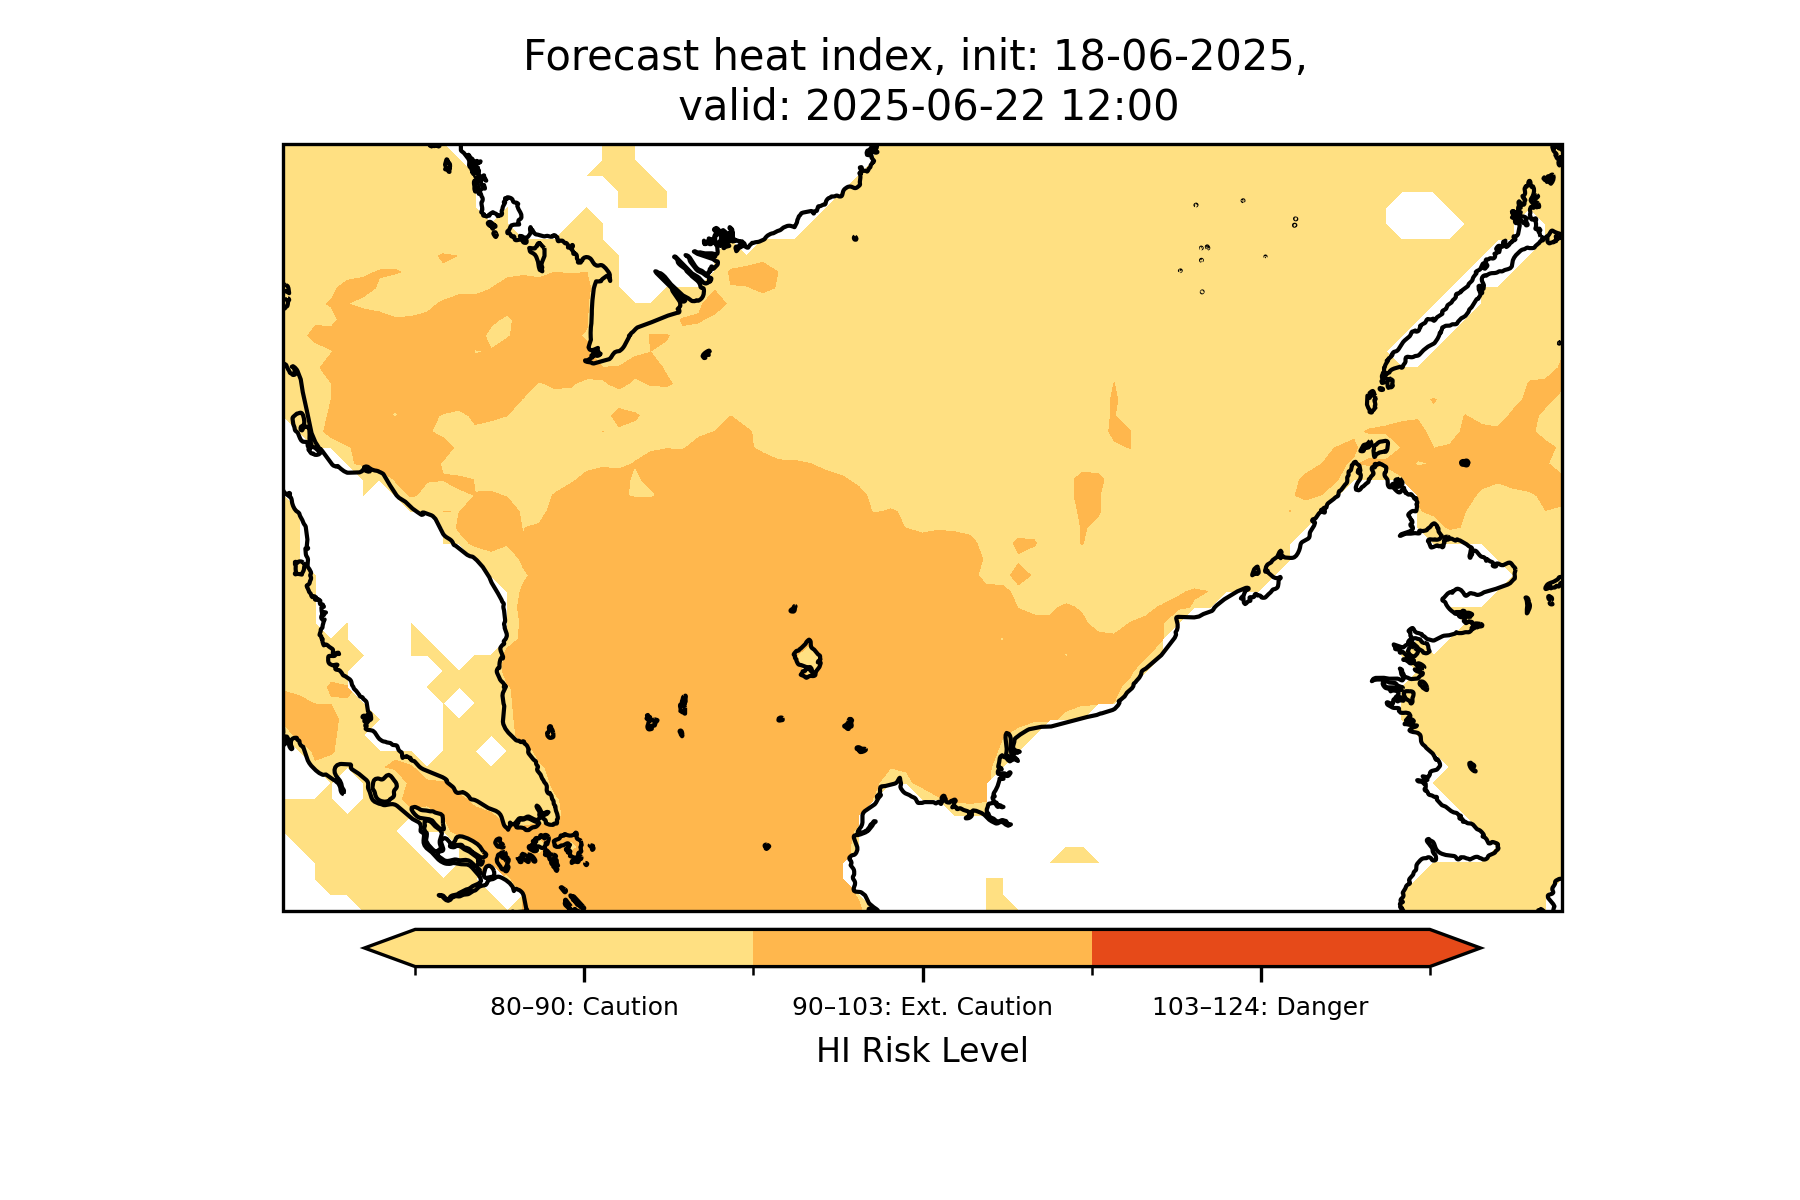 Forecast heat index, init: 18-06-2025,
valid: 2025-06-22 12:00
80–90: Caution
90–103: Ext. Caution
103–124: Danger
HI Risk Level